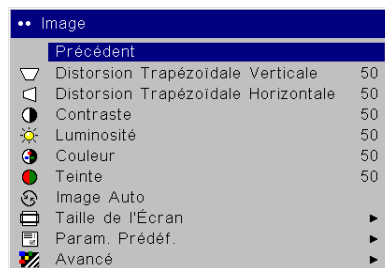 Image
Précédent
Distorsion Trapézoïdale Verticale 50
Distorsion Trapézoïdale Horizontale 50
Contraste 50
Luminosité 50
Couleur 50
Teinte 50
Image Auto
Taille de l'Écran
Param. Prédéf.
Avancé